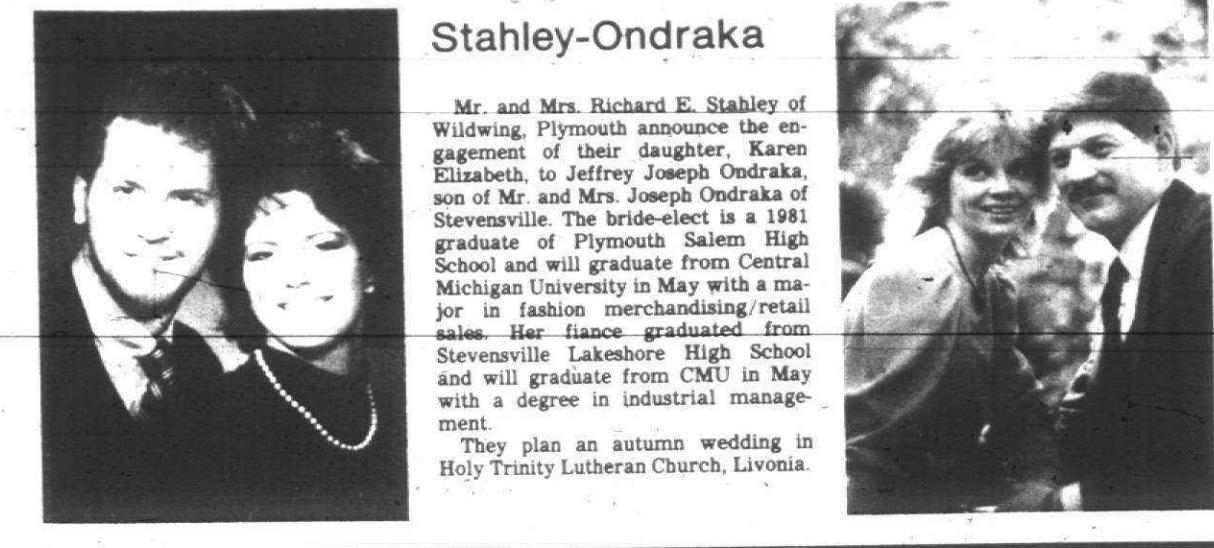 Stahley-Ondraka
Mr. and Mrs. Richard E. Stahley of
Wildwing, Plymouth announce the en-
gagement of their daughter, Karen
Elizabeth, to Jeffrey Joseph Ondraka,
son of Mr. and Mrs. Joseph Ondraka of
Stevensville. The bride-elect is a 1981
graduate of Plymouth Salem High
School and will graduate from Central
Michigan University in May with a ma-
jor in fashion merchandising/retail
sales. Her fiance graduated from
Stevensville Lakeshore High School
and will graduate from CMU in May
with a degree in industrial manage-
ment.
They plan an autumn wedding in
Holy Trinity Lutheran Church, Livonia.